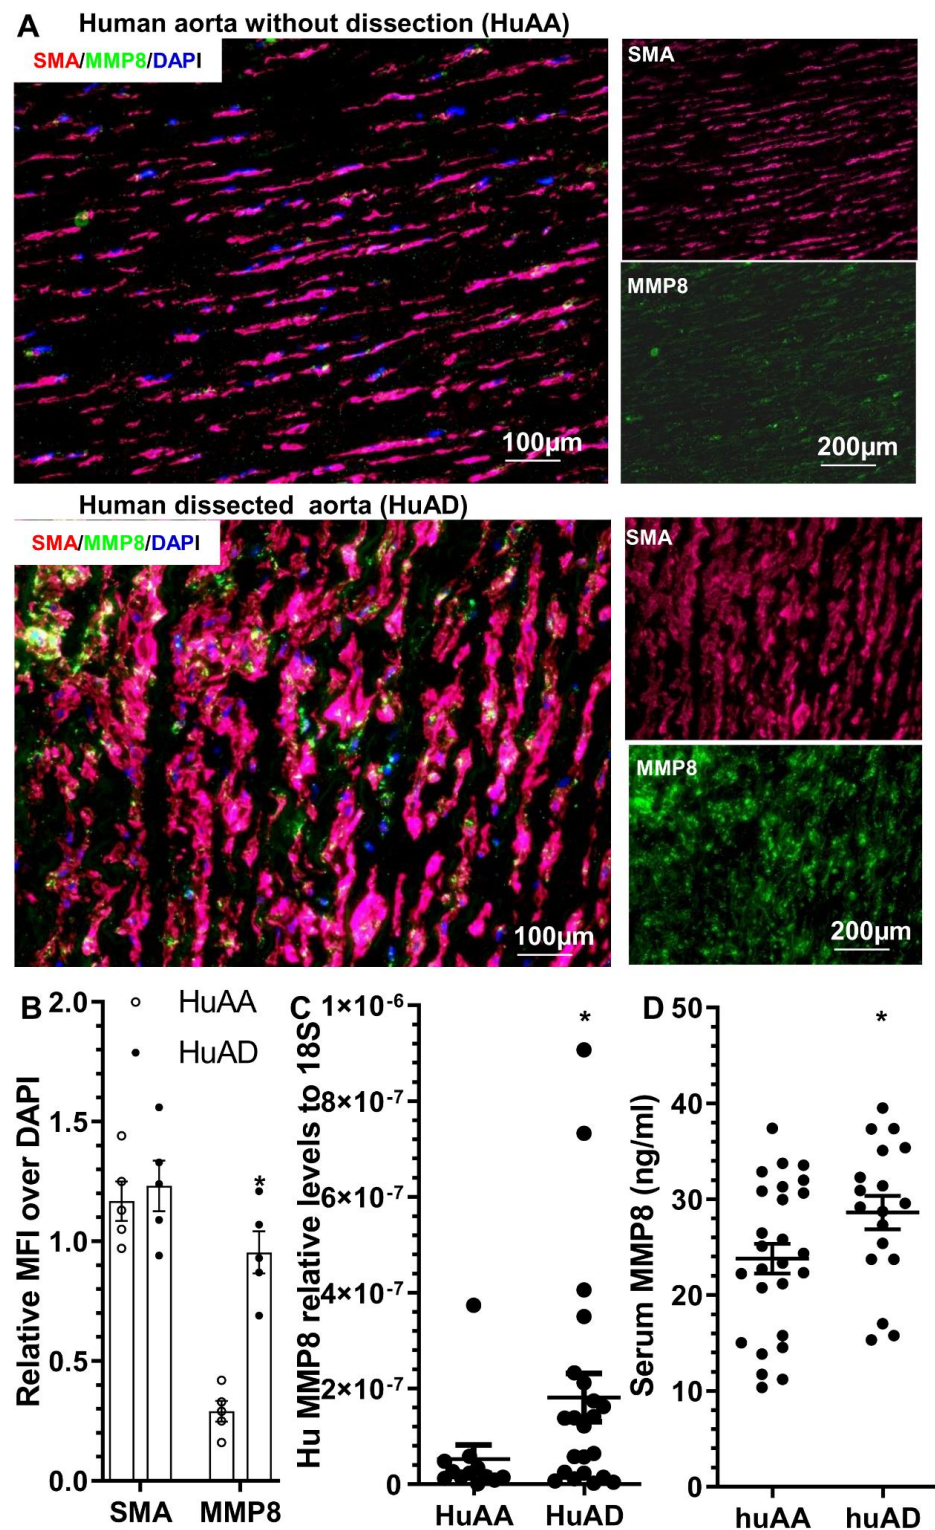 A Human aorta without dissection (HuAA)
SMA/MMP8/DAPI
SMA
MMP8
100μm
200μm
Human dissected aorta (HuAD)
SMA/MMP8/DAPI
SMA
MMP8
100μm
200μm
B
HuAA
HuAD
Relative MFI over DAPI
2.0
1.5
1.0
0.5
0.0
*
SMA MMP8
C
Hu MMP8 relative levels to 18S
1×10-6
8×10-7
6×10-7
4×10-7
2×10-7
0
*
HuAA HuAD
D
Serum MMP8 (ng/ml)
50
40
30
20
10
0
*
huAA huAD